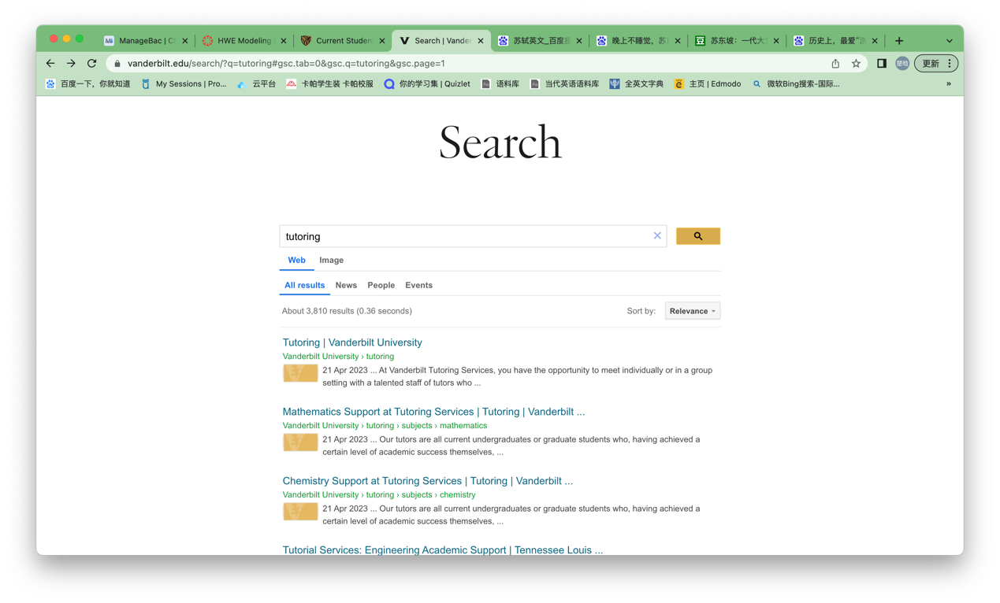 ManageBac | C
HWE Modeling
Current Studen
Search | Vander
苏轼英文_百度
晚上不睡觉，苏
苏东坡：一代大
历史上，最爱“
vanderbilt.edu/search/?q=tutoring#gsc.tab=0&gsc.q=tutoring&gsc.page=1
楚晗
更新
百度一下，你就知道
My Sessions | Pro...
云平台
卡帕学生装 卡帕校服
你的学习集 | Quizlet
语料库
当代英语语料库
全英文字典
主页 | Edmodo
微软Bing搜索-国际...
»
Search
tutoring
Web Image
All results News People Events
About 3,810 results (0.36 seconds)
Sort by: Relevance
Tutoring | Vanderbilt University
Vanderbilt University › tutoring
21 Apr 2023 ... At Vanderbilt Tutoring Services, you have the opportunity to meet individually or in a group
setting with a talented staff of tutors who ...
Mathematics Support at Tutoring Services | Tutoring | Vanderbilt ...
Vanderbilt University › tutoring › subjects › mathematics
21 Apr 2023 ... Our tutors are all current undergraduates or graduate students who, having achieved a
certain level of academic success themselves, ...
Chemistry Support at Tutoring Services | Tutoring | Vanderbilt ...
Vanderbilt University › tutoring › subjects › chemistry
21 Apr 2023 ... Our tutors are all current undergraduates or graduate students who, having achieved a
certain level of academic success themselves, ...
Tutorial Services: Engineering Academic Support | Tennessee Louis ...